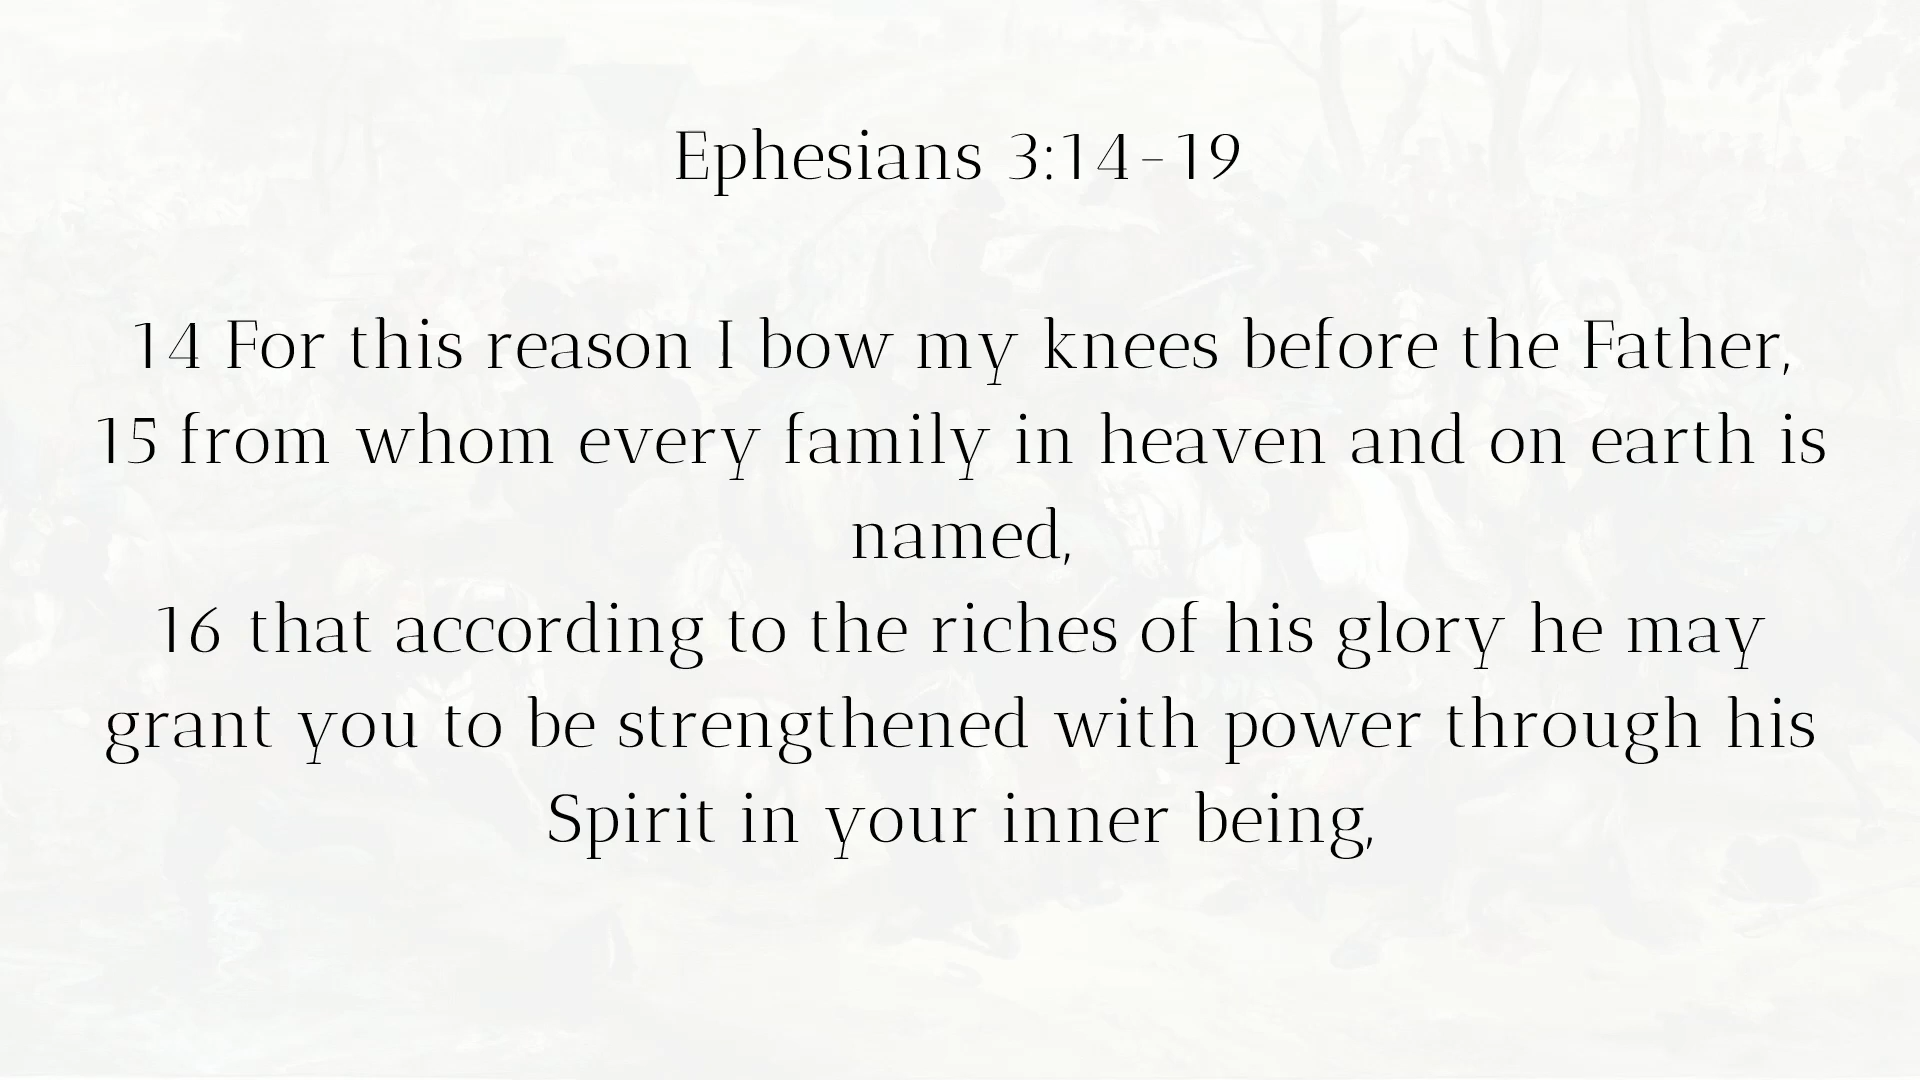 Ephesians 3:14-19
14 For this reason I bow my knees before the Father,
15 from whom every family in heaven and on earth is
named,
16 that according to the riches of his glory he may
grant you to be strengthened with power through his
Spirit in your inner being,